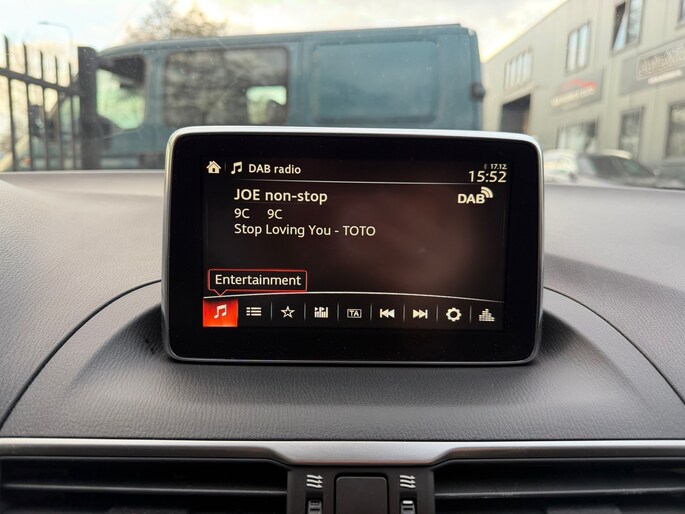 DAB radio
17.12.
15:52
JOE non-stop
DAB
9C 9C
Stop Loving You - TOTO
Entertainment
TA